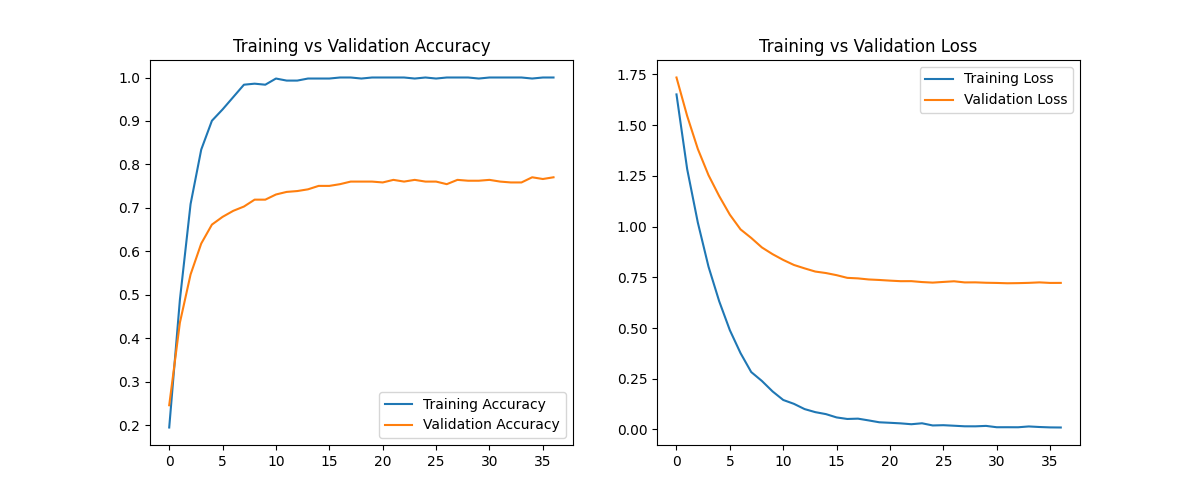 Training vs Validation Accuracy
1.0
0.9
0.8
0.7
0.6
0.5
0.4
0.3
0.2
0 5 10 15 20 25 30 35
Training Accuracy
Validation Accuracy
Training vs Validation Loss
1.75
1.50
1.25
1.00
0.75
0.50
0.25
0.00
0 5 10 15 20 25 30 35
Training Loss
Validation Loss